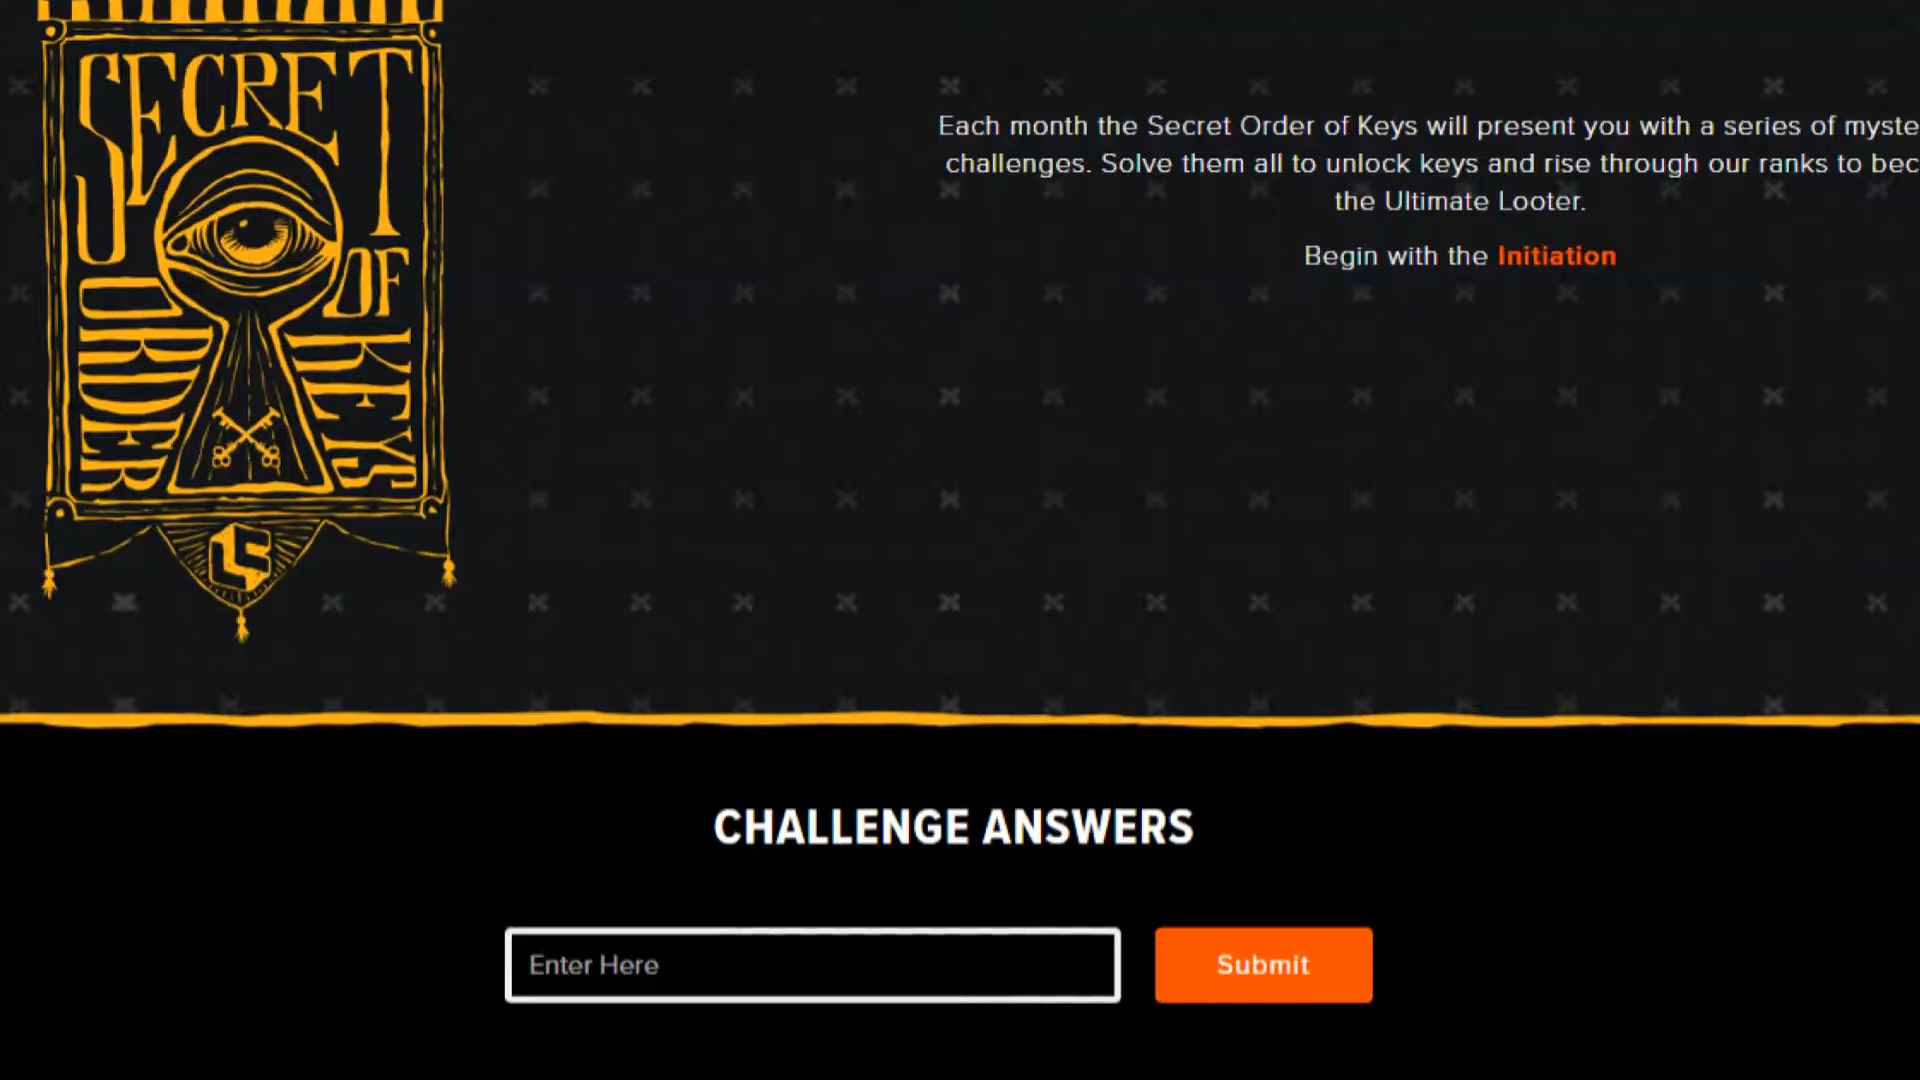 SECRET
ORDER OF KEYS
Each month the Secret Order of Keys will present you with a series of myste
challenges. Solve them all to unlock keys and rise through our ranks to bec
the Ultimate Looter.
Begin with the Initiation
CHALLENGE ANSWERS
Enter Here
Submit